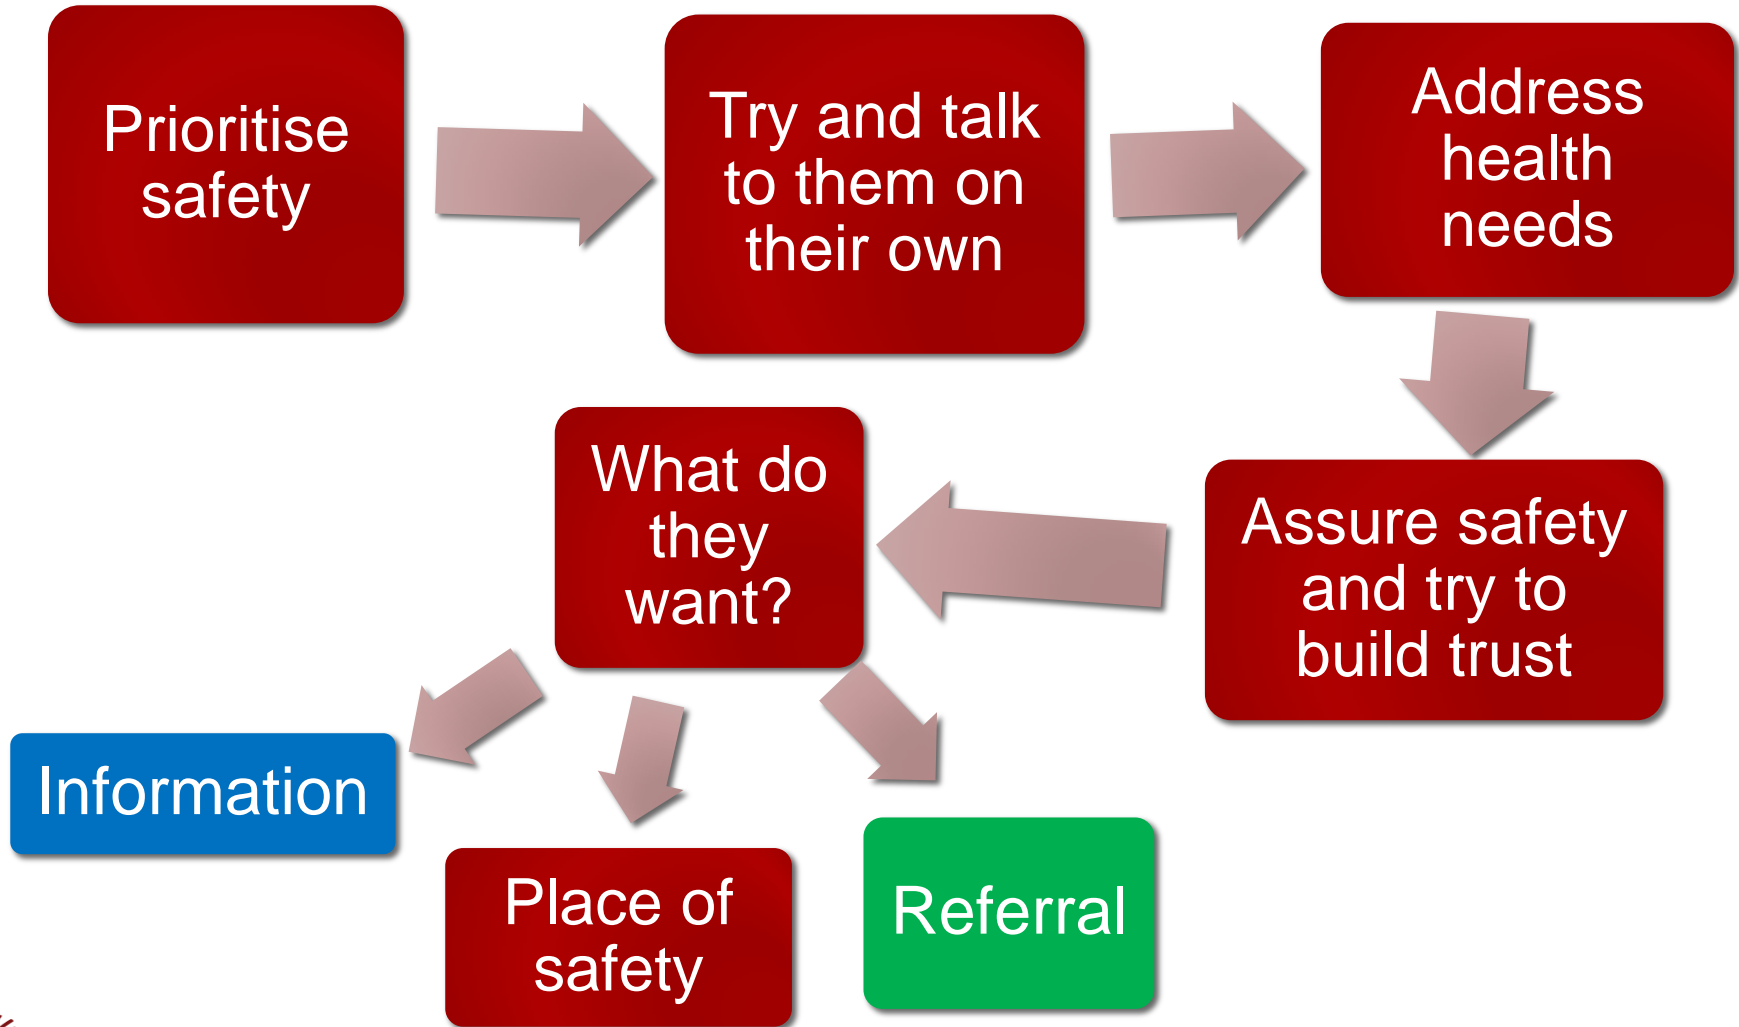 Prioritise
safety
Try and talk
to them on
their own
Address
health
needs
Assure safety
and try to
build trust
What do
they
want?
Information
Place of
safety
Referral